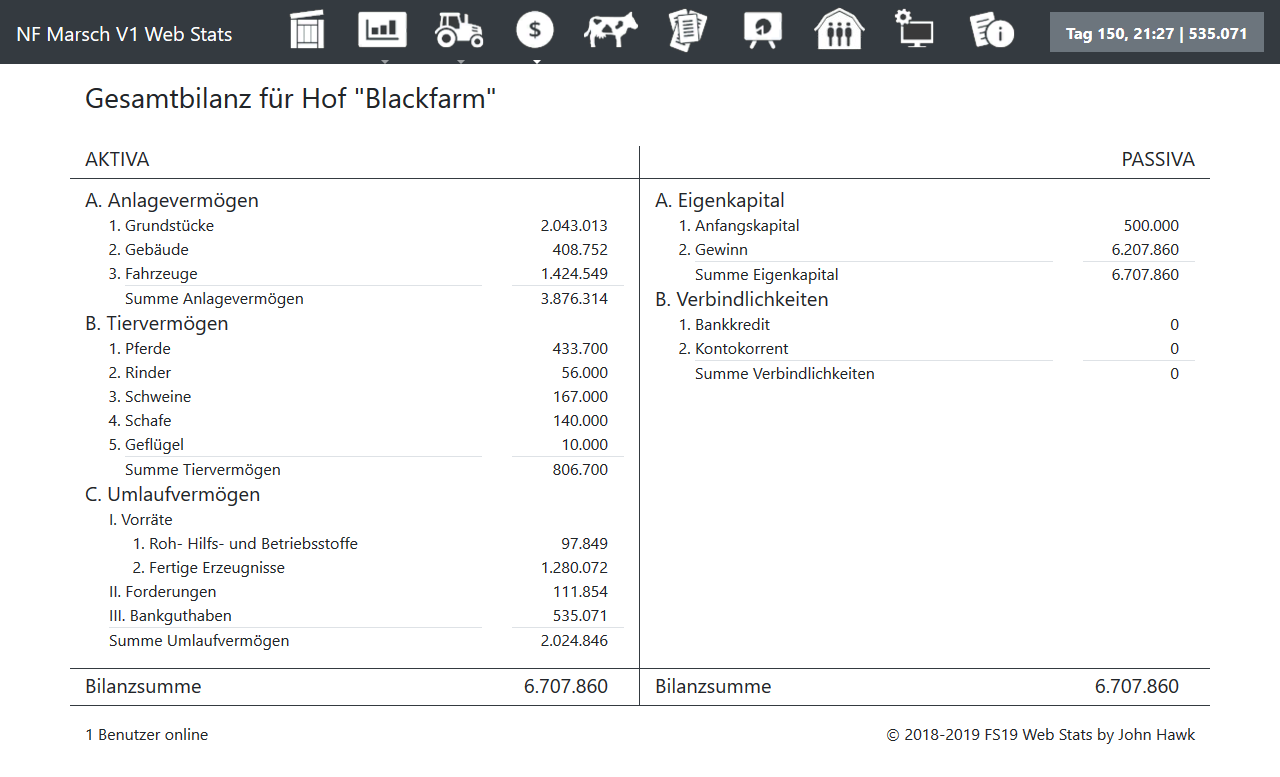 NF Marsch V1 Web Stats
Tag 150, 21:27 | 535.071
Gesamtbilanz für Hof "Blackfarm"
AKTIVA
A. Anlagevermögen
1. Grundstücke 2.043.013
2. Gebäude 408.752
3. Fahrzeuge 1.424.549
Summe Anlagevermögen 3.876.314
B. Tiervermögen
1. Pferde 433.700
2. Rinder 56.000
3. Schweine 167.000
4. Schafe 140.000
5. Geflügel 10.000
Summe Tiervermögen 806.700
C. Umlaufvermögen
I. Vorräte
1. Roh- Hilfs- und Betriebsstoffe 97.849
2. Fertige Erzeugnisse 1.280.072
II. Forderungen 111.854
III. Bankguthaben 535.071
Summe Umlaufvermögen 2.024.846
Bilanzsumme 6.707.860
PASSIVA
A. Eigenkapital
1. Anfangskapital 500.000
2. Gewinn 6.207.860
Summe Eigenkapital 6.707.860
B. Verbindlichkeiten
1. Bankkredit 0
2. Kontokorrent 0
Summe Verbindlichkeiten 0
Bilanzsumme 6.707.860
1 Benutzer online
© 2018-2019 FS19 Web Stats by John Hawk